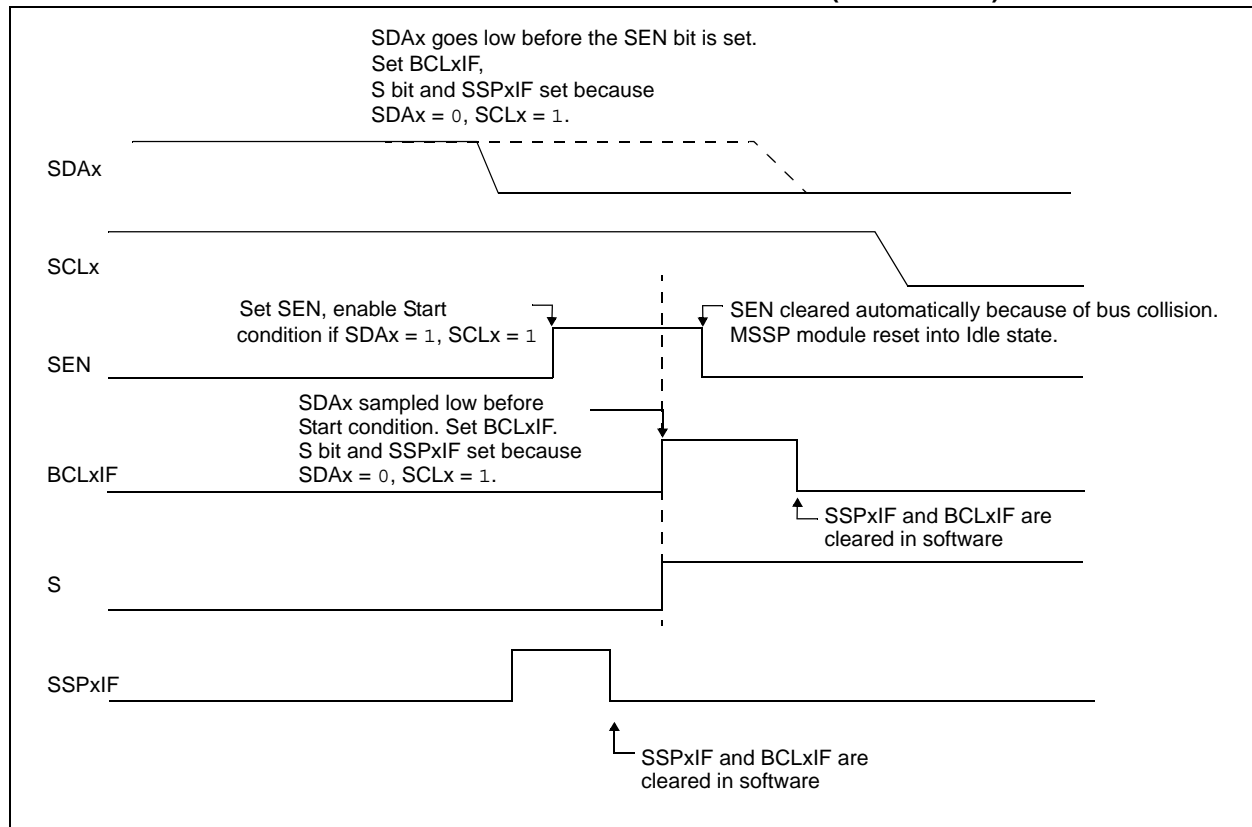 SDAx goes low before the SEN bit is set.
Set BCLxIF,
S bit and SSPxIF set because
SDAx = 0, SCLx = 1.
SDAx
SCLx
Set SEN, enable Start
condition if SDAx = 1, SCLx = 1
SEN cleared automatically because of bus collision.
MSSP module reset into Idle state.
SEN
SDAx sampled low before
Start condition. Set BCLxIF.
S bit and SSPxIF set because
SDAx = 0, SCLx = 1.
BCLxIF
SSPxIF and BCLxIF are
cleared in software
S
SSPxIF
SSPxIF and BCLxIF are
cleared in software